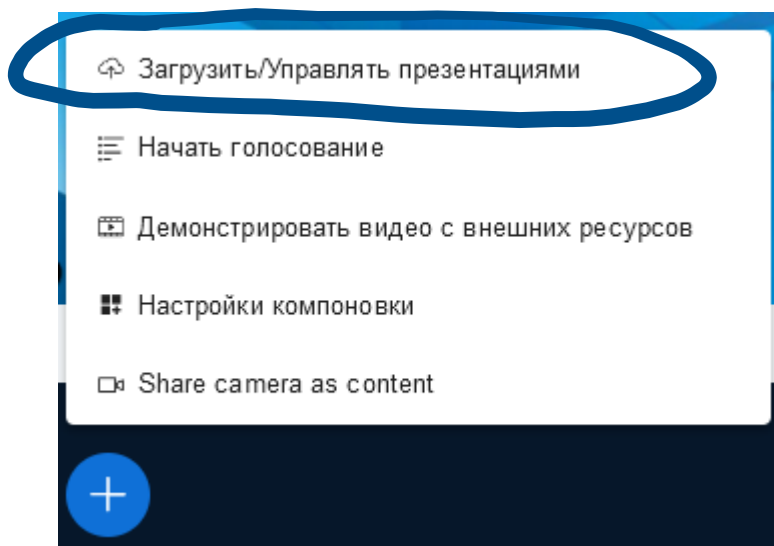 Загрузить/Управлять презентациями
Начать голосование
Демонстрировать видео с внешних ресурсов
Настройки компоновки
Share camera as content